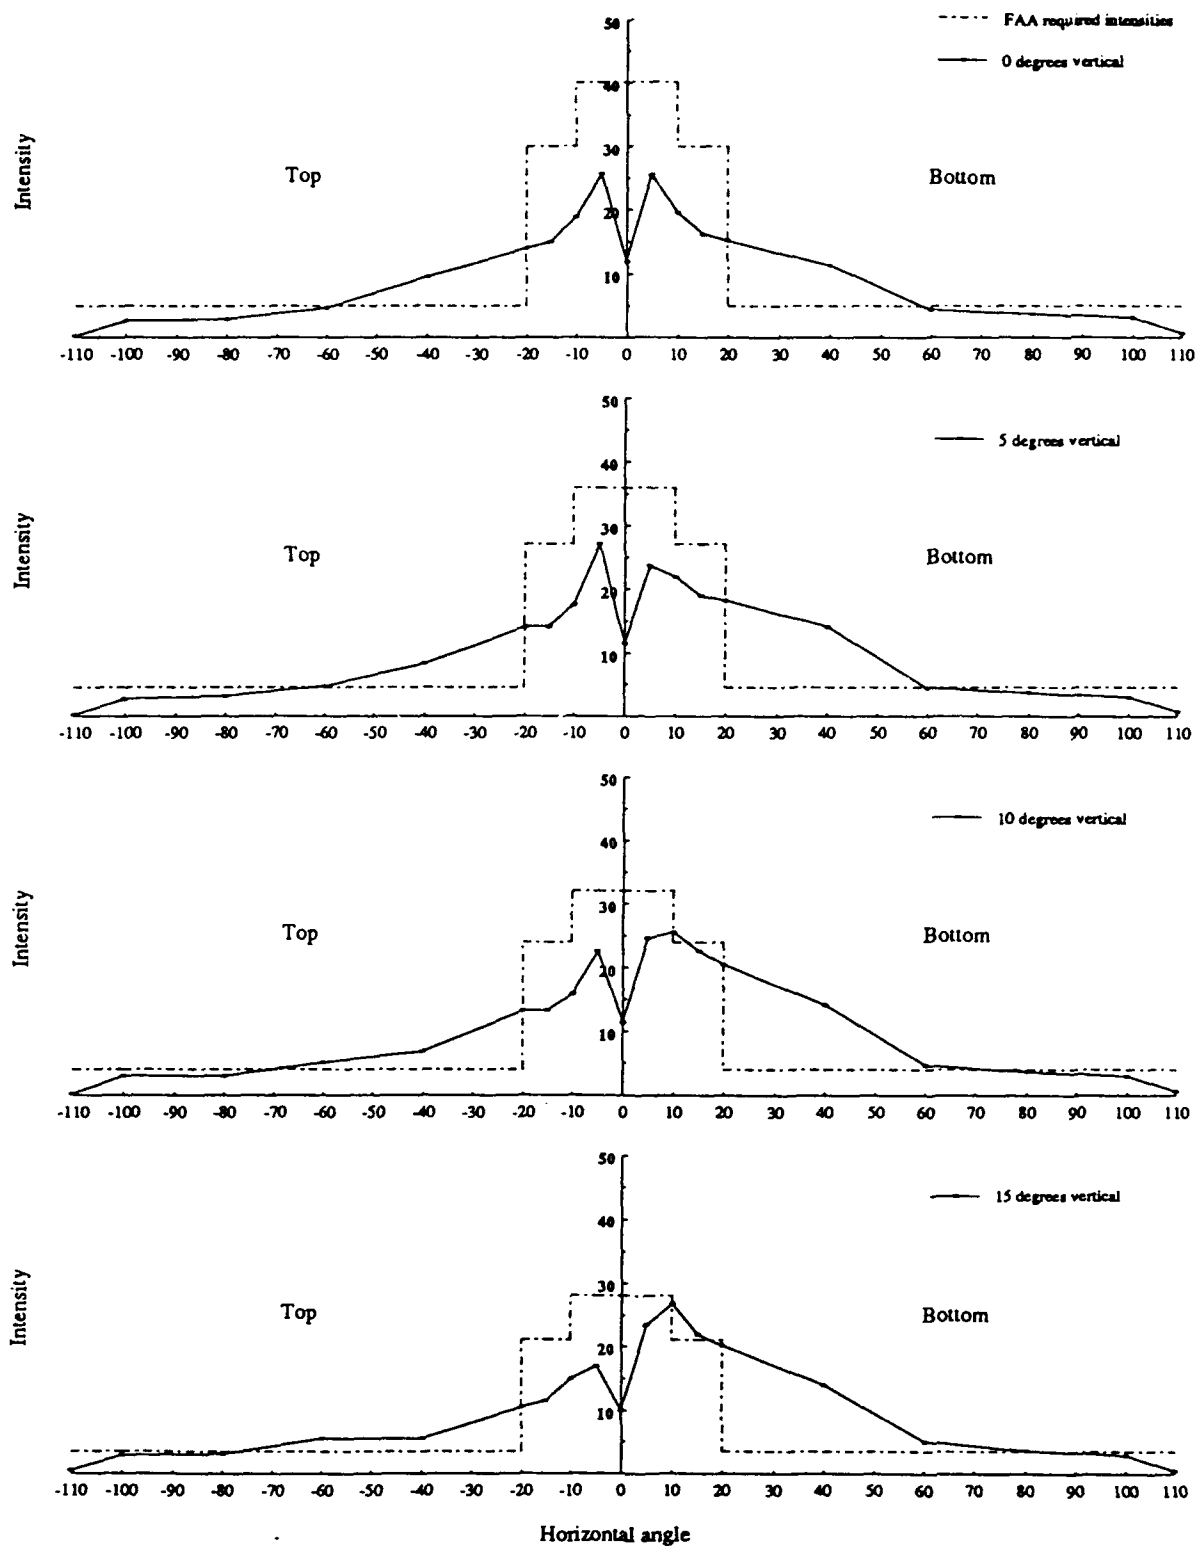 FAA required intensities
0 degrees vertical
Intensity
Top
Bottom
50
40
30
20
10
-110 -100 -90 -80 -70 -60 -50 -40 -30 -20 -10 0 10 20 30 40 50 60 70 80 90 100 110
5 degrees vertical
Intensity
Top
Bottom
50
40
30
20
10
-110 -100 -90 -80 -70 -60 -50 -40 -30 -20 -10 0 10 20 30 40 50 60 70 80 90 100 110
10 degrees vertical
Intensity
Top
Bottom
50
40
30
20
10
-110 -100 -90 -80 -70 -60 -50 -40 -30 -20 -10 0 10 20 30 40 50 60 70 80 90 100 110
15 degrees vertical
Intensity
Top
Bottom
50
40
30
20
10
-110 -100 -90 -80 -70 -60 -50 -40 -30 -20 -10 0 10 20 30 40 50 60 70 80 90 100 110
Horizontal angle